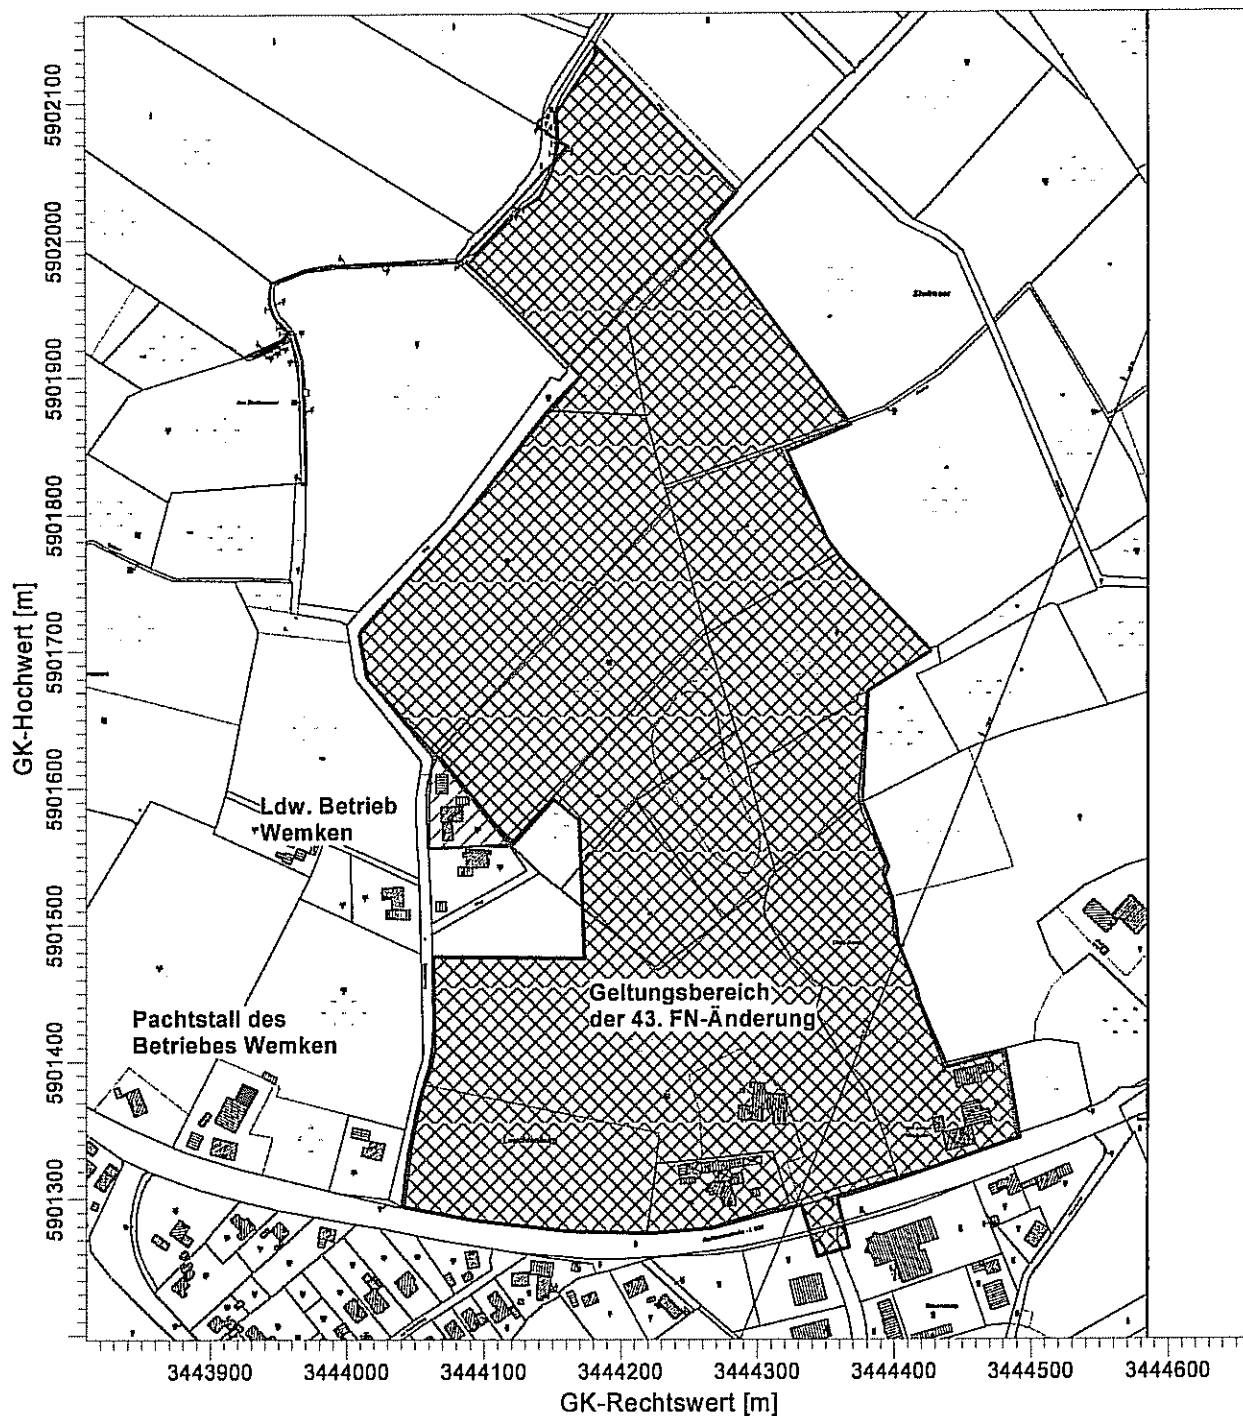 5902100
5902000
5901900
5901800
5901700
5901600
5901500
5901400
5901300
GK-Hochwert [m]
Ldw. Betrieb
Wemken
Geltungsbereich
der 43. FN-Änderung
Pachtstall des
Betriebes Wemken
3443900
3444000
3444100
3444200
3444300
3444400
3444500
3444600
GK-Rechtswert [m]